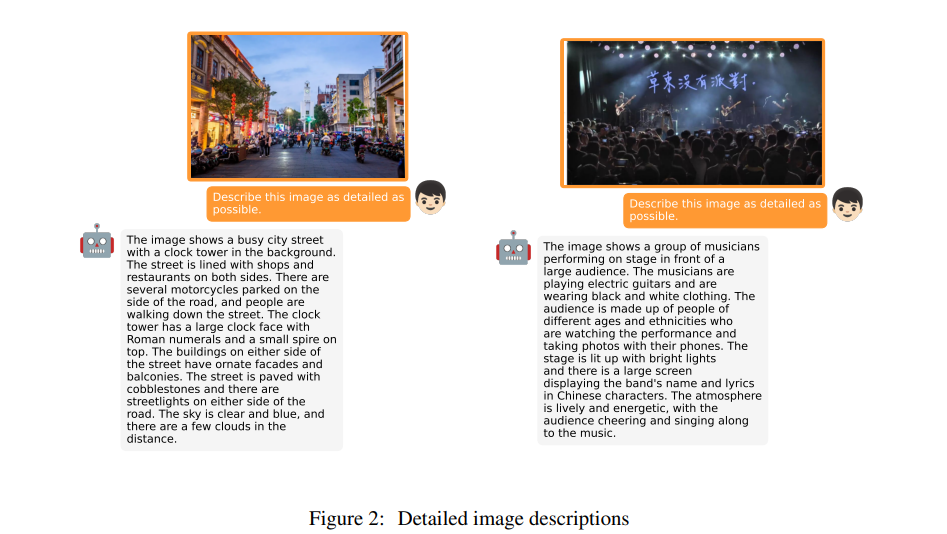 草東没有派對.
Describe this image as detailed as
possible.
The image shows a busy city street
with a clock tower in the background.
The street is lined with shops and
restaurants on both sides. There are
several motorcycles parked on the
side of the road, and people are
walking down the street. The clock
tower has a large clock face with
Roman numerals and a small spire on
top. The buildings on either side of
the street have ornate facades and
balconies. The street is paved with
cobblestones and there are
streetlights on either side of the
road. The sky is clear and blue, and
there are a few clouds in the
distance.
Describe this image as detailed as
possible.
The image shows a group of musicians
performing on stage in front of a
large audience. The musicians are
playing electric guitars and are
wearing black and white clothing. The
audience is made up of people of
different ages and ethnicities who
are watching the performance and
taking photos with their phones. The
stage is lit up with bright lights
and there is a large screen
displaying the band's name and lyrics
in Chinese characters. The atmosphere
is lively and energetic, with the
audience cheering and singing along
to the music.
Figure 2: Detailed image descriptions